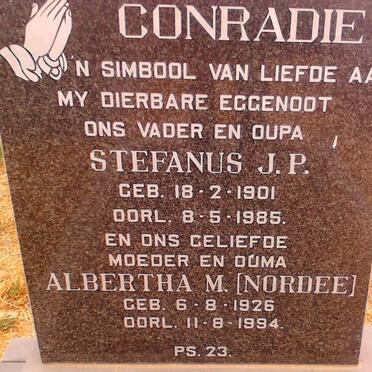 CONRADIE
'N SIMBOOL VAN LIEFDE AA
MY DIERBARE EGGENOOT
ONS VADER EN OUPA
STEFANUS J.P.
GEB. 18-2-1901
OORL. 8-5-1985.
EN ONS GELIEFDE
MOEDER EN OUMA
ALBERTHA M. [NORDEE]
GEB. 6-8-1926
OORL. 11-8-1994.
PS. 23.